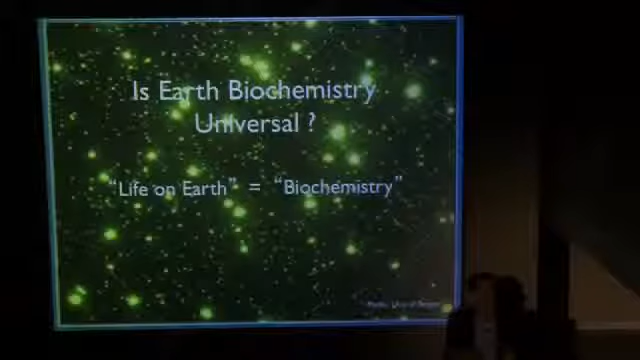 Is Earth Biochemistry
Universal ?
“Life on Earth” = “Biochemistry”